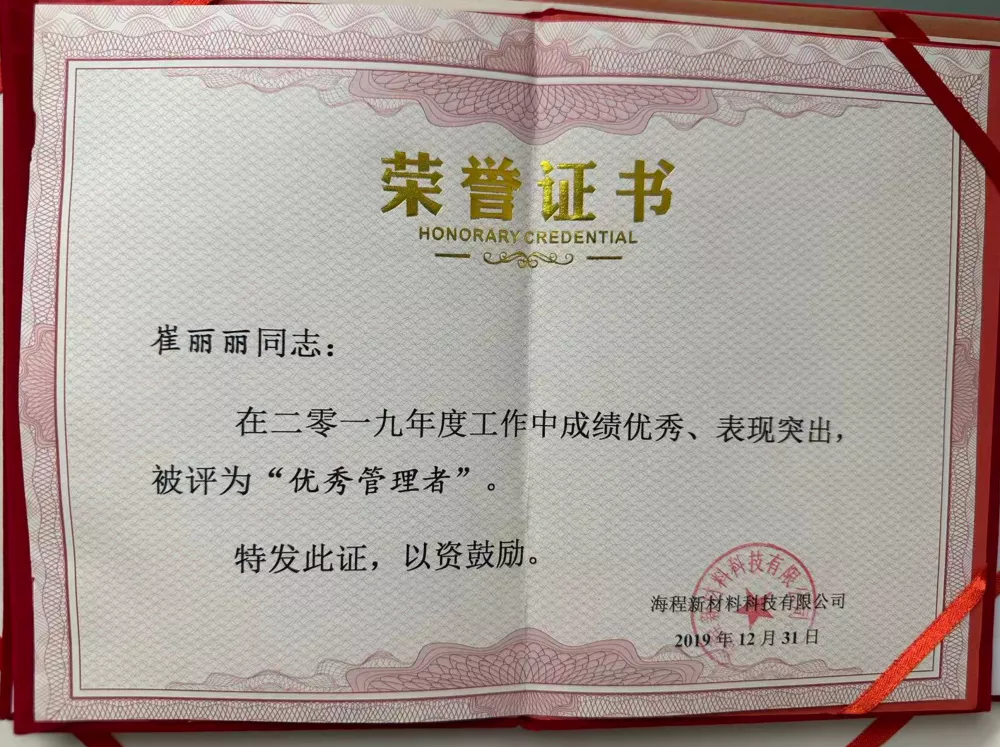 荣誉证书
HONORARY CREDENTIAL
崔丽丽同志：
在二零一九年度工作中成绩优秀、表现突出，
被评为“优秀管理者”。
特发此证，以资鼓励。
海程新材料科技有限公司
2019年12月31日